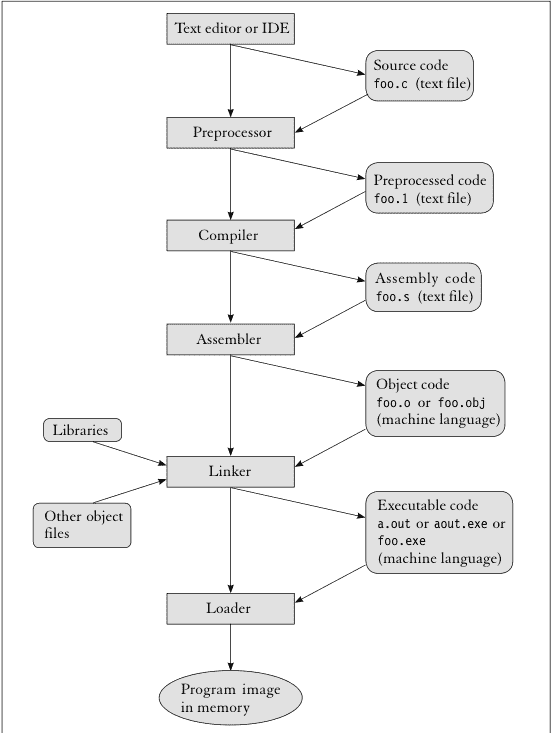 Text editor or IDE
Source code
foo.c (text file)
Preprocessor
Preprocessed code
foo.1 (text file)
Compiler
Assembly code
foo.s (text file)
Assembler
Object code
foo.o or foo.obj
(machine language)
Libraries
Linker
Other object
files
Executable code
a.out or aout.exe or
foo.exe
(machine language)
Loader
Program image
in memory